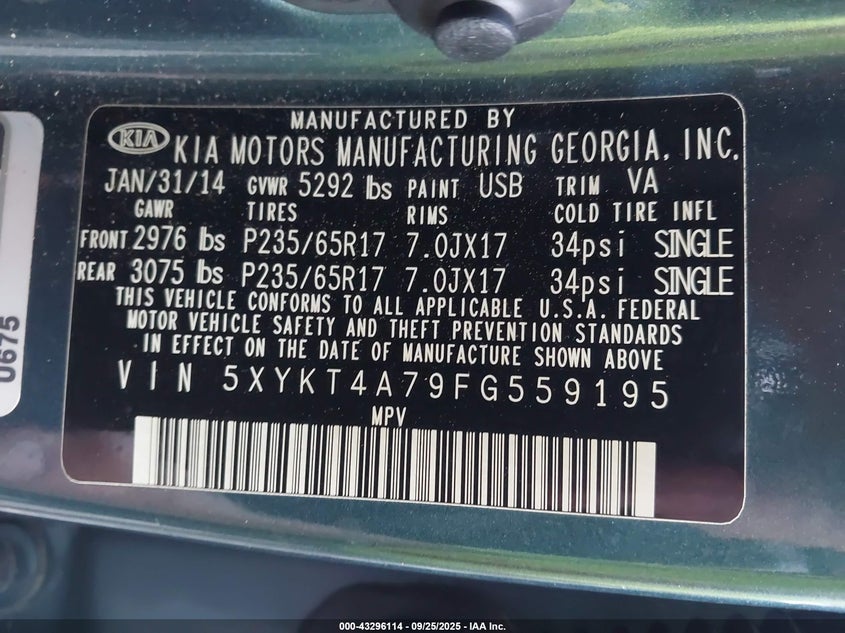 MANUFACTURED BY
KIA KIA MOTORS MANUFACTURING GEORGIA, INC.
JAN/31/14 GVWR 5292 lbs PAINT USB TRIM VA
GAWR TIRES RIMS COLD TIRE INFL
FRONT 2976 lbs P235/65R17 7.0JX17 34psi SINGLE
REAR 3075 lbs P235/65R17 7.0JX17 34psi SINGLE
THIS VEHICLE CONFORMS TO ALL APPLICABLE U.S.A. FEDERAL
MOTOR VEHICLE SAFETY AND THEFT PREVENTION STANDARDS
IN EFFECT ON THE DATE OF MANUFACTURE SHOWN ABOVE
VIN 5XYKT4A79FG559195
MPV
U675
000-43296114 - 09/25/2025 - IAA Inc.